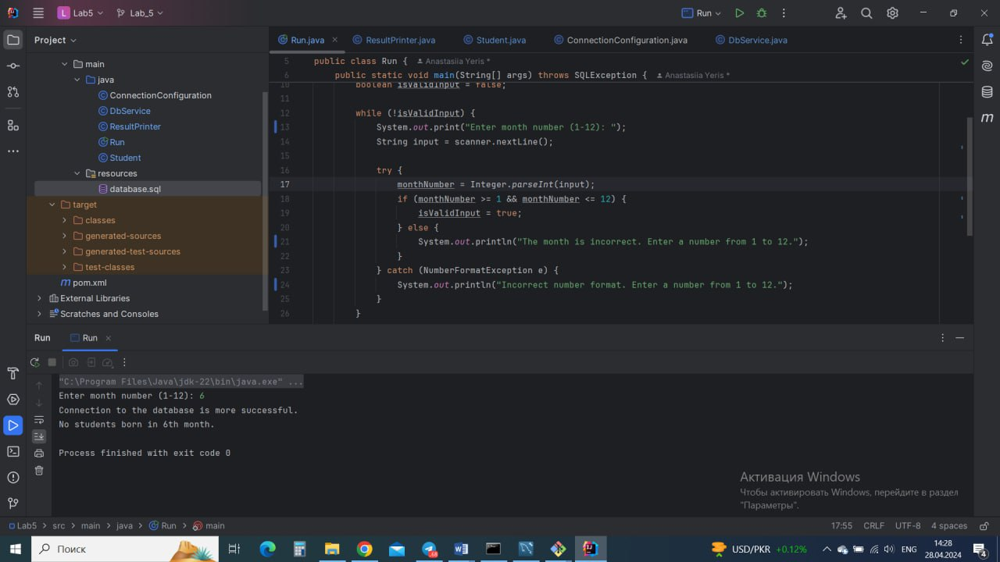 L Lab5 Lab_5 Run
Project
Run.java ResultPrinter.java Student.java ConnectionConfiguration.java DbService.java
main
java
ConnectionConfiguration
DbService
ResultPrinter
Run
Student
resources
database.sql
target
classes
generated-sources
generated-test-sources
test-classes
pom.xml
External Libraries
Scratches and Consoles
5 public class Run { Anastasiia Yeris *
6 public static void main(String[] args) throws SQLException { Anastasiia Yeris *
10 boolean isValidInput = false;
11
12 while (!isValidInput) {
13 System.out.print("Enter month number (1-12): ");
14 String input = scanner.nextLine();
15
16 try {
17 monthNumber = Integer.parseInt(input);
18 if (monthNumber >= 1 && monthNumber <= 12) {
19 isValidInput = true;
20 } else {
21 System.out.println("The month is incorrect. Enter a number from 1 to 12.");
22 }
23 } catch (NumberFormatException e) {
24 System.out.println("Incorrect number format. Enter a number from 1 to 12.");
25 }
26 }
Run Run
"C:\Program Files\Java\jdk-22\bin\java.exe" ...
Enter month number (1-12): 6
Connection to the database is more successful.
No students born in 6th month.
Process finished with exit code 0
Активация Windows
Чтобы активировать Windows, перейдите в раздел
"Параметры".
Lab5 > src > main > java > Run > main 17:55 CRLF UTF-8 4 spaces
Поиск USD/PKR +0.12% ENG 14:28
28.04.2024 4